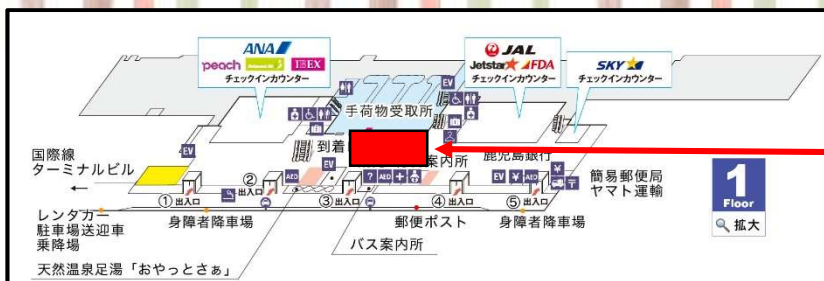 ANA
peach
IBEX
チェックインカウンター
JAL
Jetstar FDA
チェックインカウンター
SKY
チェックインカウンター
手荷物受取所
EV
EV
到着
案内所
鹿児島銀行
EV
AED
? AED
EV ¥ AED
¥
〒
国際線
ターミナルビル
簡易郵便局
ヤマト運輸
①出入口
②
出入口
③出入口
④出入口
⑤出入口
レンタカー
駐車場送迎車
乗降場
身障者降車場
郵便ポスト
身障者降車場
バス案内所
天然温泉足湯「おやっとさぁ」
1
Floor
拡大